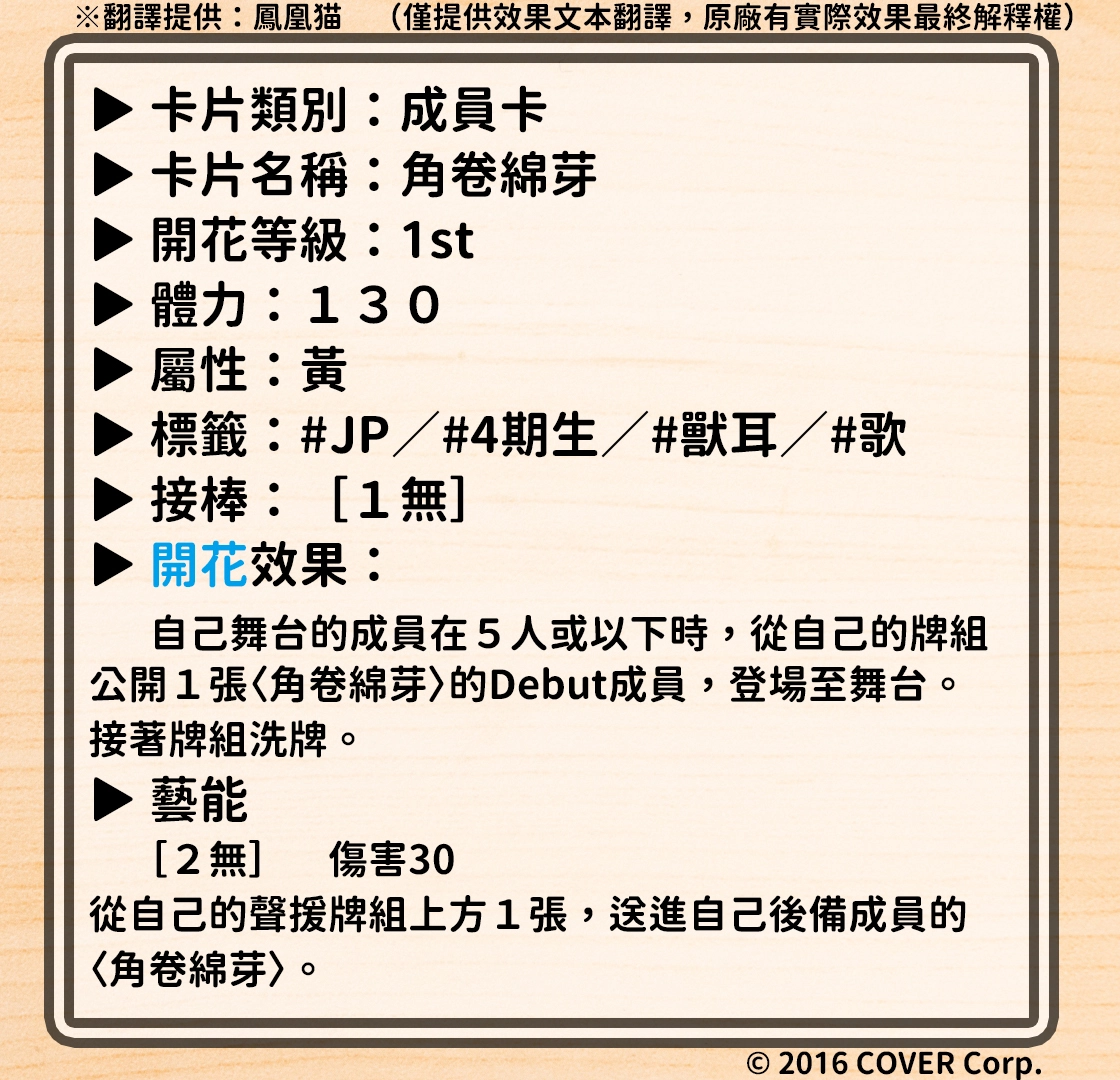 ※翻譯提供：鳳凰猫　（僅提供效果文本翻譯，原廠有實際效果最終解釋權）
▶ 卡片類別：成員卡
▶ 卡片名稱：角卷綿芽
▶ 開花等級：1st
▶ 體力：１３０
▶ 屬性：黃
▶ 標籤：#JP／#4期生／#獸耳／#歌
▶ 接棒：［１無］
▶ 開花效果：
自己舞台的成員在５人或以下時，從自己的牌組
公開１張〈角卷綿芽〉的Debut成員，登場至舞台。
接著牌組洗牌。
▶ 藝能
［２無］　傷害30
從自己的聲援牌組上方１張，送進自己後備成員的
〈角卷綿芽〉。
© 2016 COVER Corp.